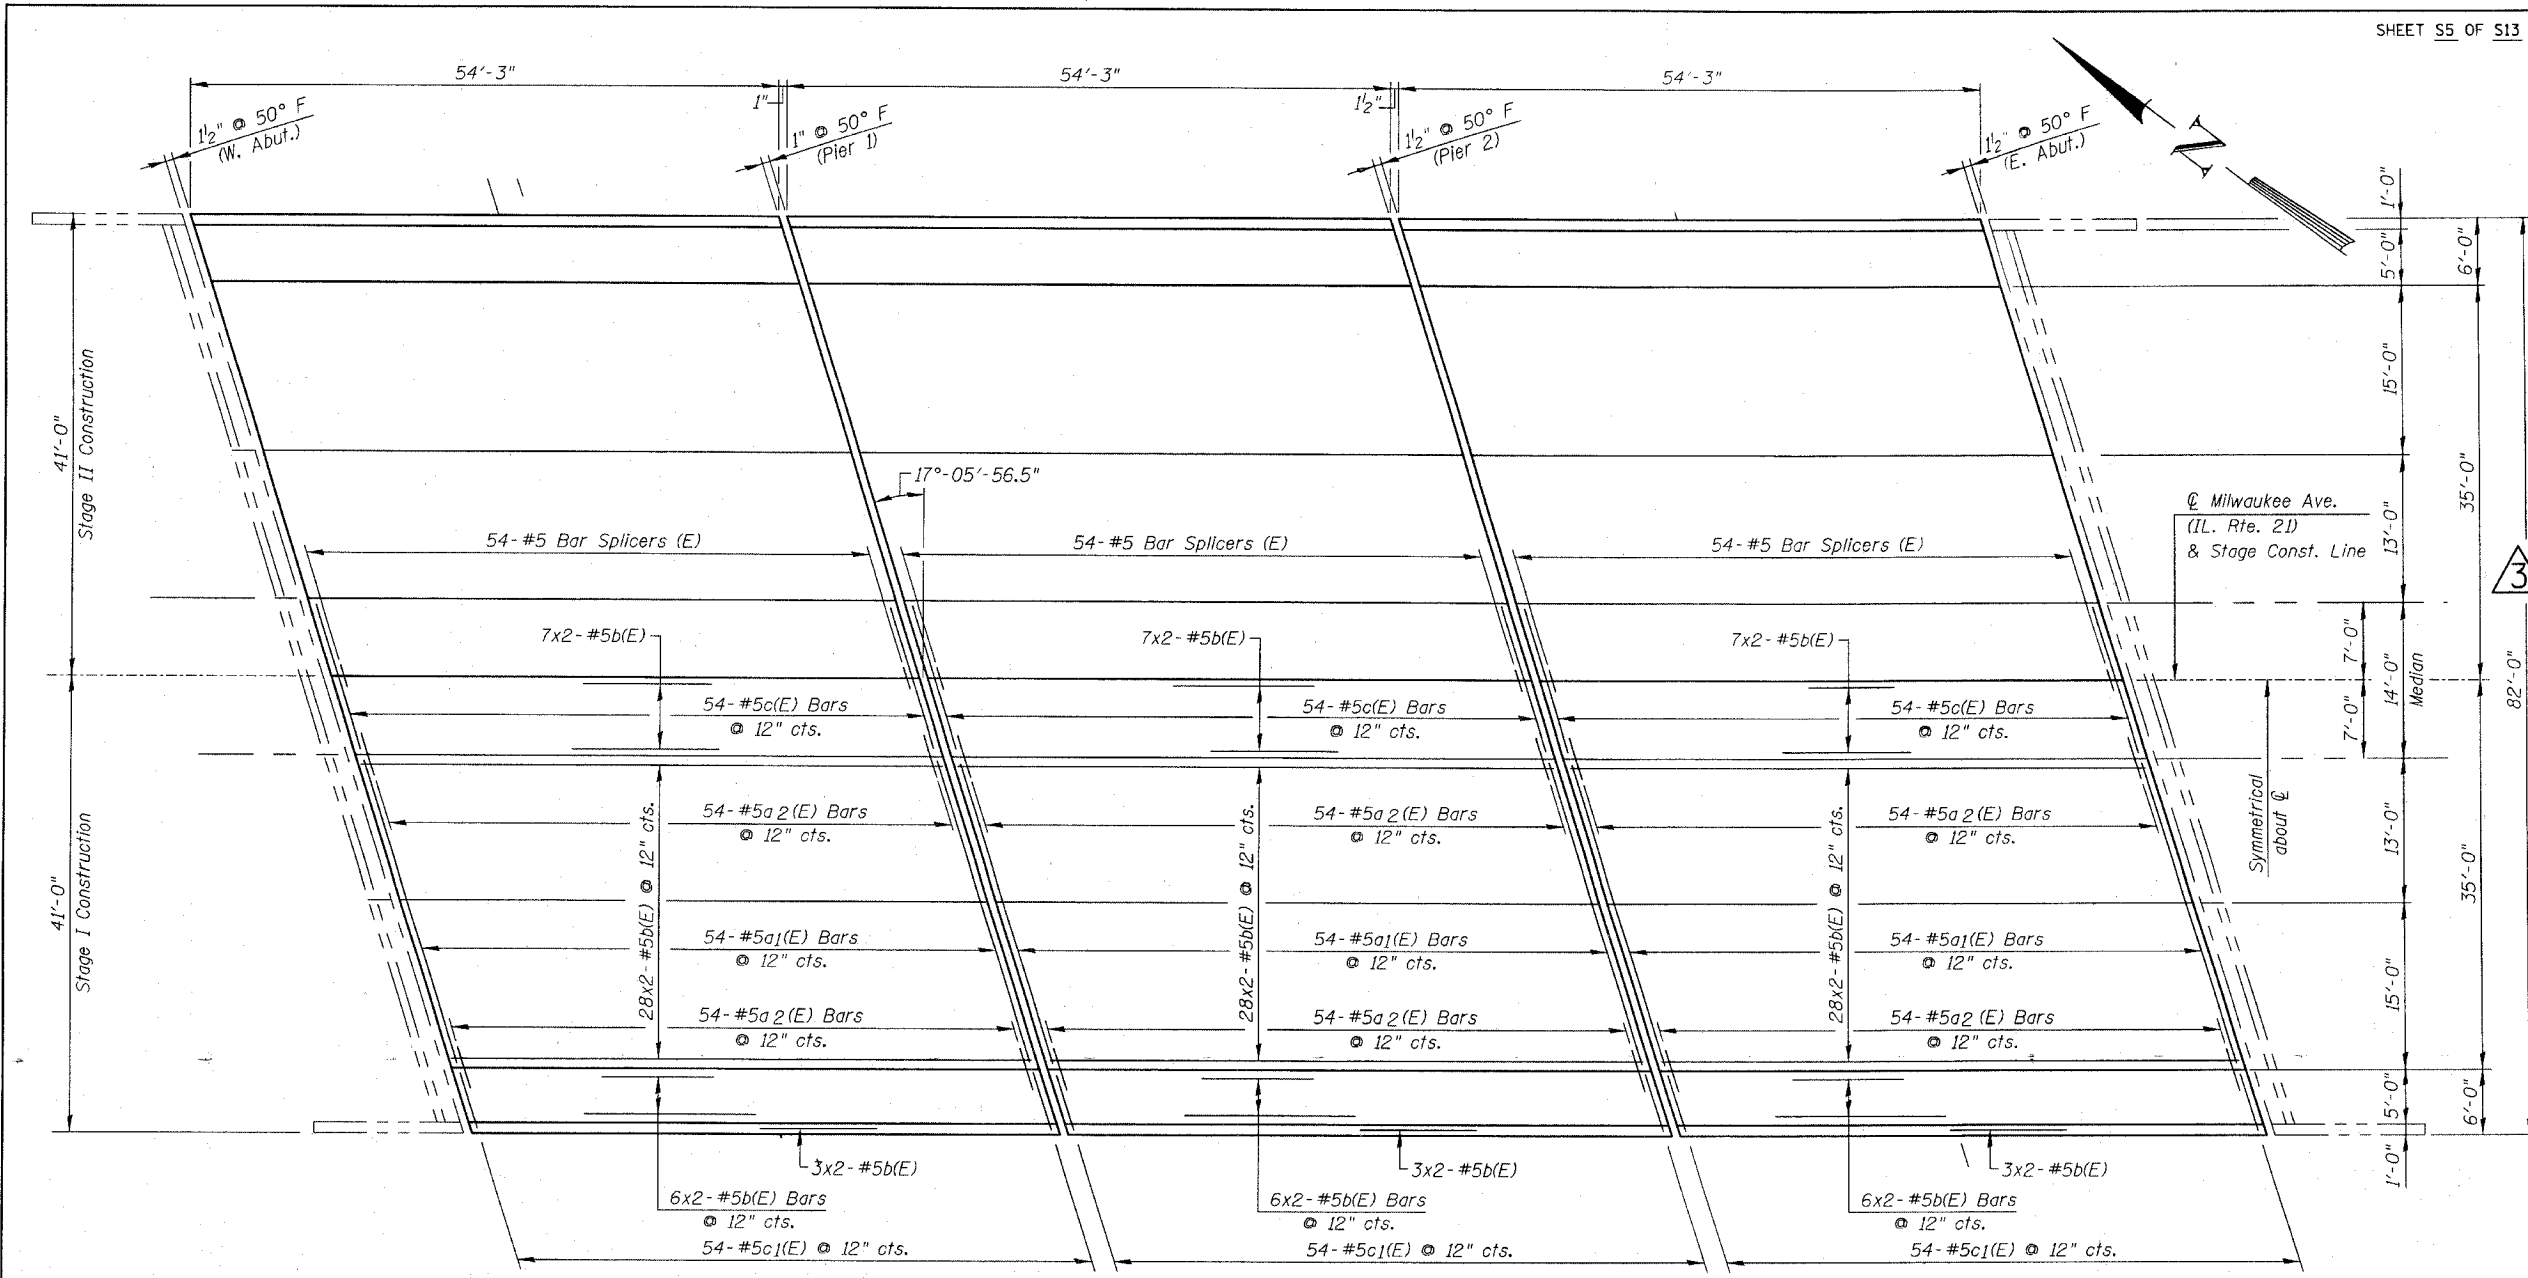 SHEET S5 OF S13
54'-3" 54'-3" 54'-3"
1" 1½"
1½" @ 50° F
(W. Abut.)
1" @ 50° F
(Pier 1)
1½" @ 50° F
(Pier 2)
1½" @ 50° F
(E. Abut.)
41'-0"
Stage II Construction
41'-0"
Stage I Construction
17°-05'-56.5"
54-#5 Bar Splicers (E) 54-#5 Bar Splicers (E) 54-#5 Bar Splicers (E)
7x2-#5b(E) 7x2-#5b(E) 7x2-#5b(E)
54-#5c(E) Bars 54-#5c(E) Bars 54-#5c(E) Bars
@ 12" cts. @ 12" cts. @ 12" cts.
28x2-#5b(E) @ 12" cts. 28x2-#5b(E) @ 12" cts. 28x2-#5b(E) @ 12" cts.
54-#5a2(E) Bars 54-#5a2(E) Bars 54-#5a2(E) Bars
@ 12" cts. @ 12" cts. @ 12" cts.
54-#5a1(E) Bars 54-#5a1(E) Bars 54-#5a1(E) Bars
@ 12" cts. @ 12" cts. @ 12" cts.
54-#5a2(E) Bars 54-#5a2(E) Bars 54-#5a2(E) Bars
@ 12" cts. @ 12" cts. @ 12" cts.
3x2-#5b(E) 3x2-#5b(E) 3x2-#5b(E)
6x2-#5b(E) Bars 6x2-#5b(E) Bars 6x2-#5b(E) Bars
@ 12" cts. @ 12" cts. @ 12" cts.
54-#5c1(E) @ 12" cts. 54-#5c1(E) @ 12" cts. 54-#5c1(E) @ 12" cts.
℄ Milwaukee Ave.
(IL. Rte. 21)
& Stage Const. Line
Symmetrical
about ℄
1'-0"
5'-0"
15'-0"
13'-0"
7'-0"
7'-0"
14'-0"
Median
13'-0"
15'-0"
5'-0"
1'-0"
6'-0"
35'-0"
35'-0"
6'-0"
82'-0"
3